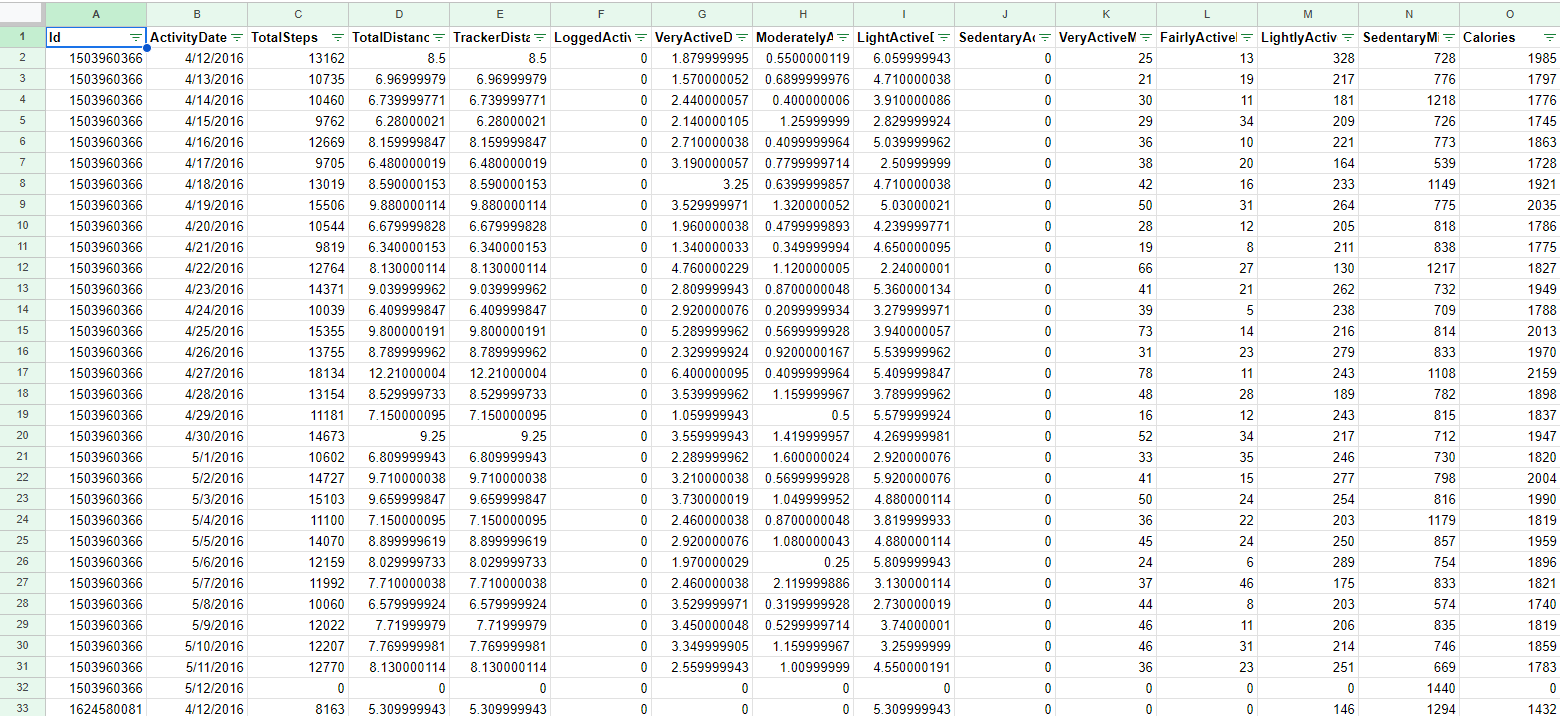 A B C D E F G H I J K L M N O
1 Id ActivityDate TotalSteps TotalDistanc TrackerDista LoggedActiv VeryActiveD ModeratelyA LightActiveD SedentaryAc VeryActiveM FairlyActivel LightlyActiv SedentaryMi Calories
2 1503960366 4/12/2016 13162 8.5 8.5 0 1.879999995 0.5500000119 6.059999943 0 25 13 328 728 1985
3 1503960366 4/13/2016 10735 6.96999979 6.96999979 0 1.570000052 0.6899999976 4.710000038 0 21 19 217 776 1797
4 1503960366 4/14/2016 10460 6.739999771 6.739999771 0 2.440000057 0.400000006 3.910000086 0 30 11 181 1218 1776
5 1503960366 4/15/2016 9762 6.28000021 6.28000021 0 2.140000105 1.25999999 2.829999924 0 29 34 209 726 1745
6 1503960366 4/16/2016 12669 8.159999847 8.159999847 0 2.710000038 0.4099999964 5.039999962 0 36 10 221 773 1863
7 1503960366 4/17/2016 9705 6.480000019 6.480000019 0 3.190000057 0.7799999714 2.50999999 0 38 20 164 539 1728
8 1503960366 4/18/2016 13019 8.590000153 8.590000153 0 3.25 0.6399999857 4.710000038 0 42 16 233 1149 1921
9 1503960366 4/19/2016 15506 9.880000114 9.880000114 0 3.529999971 1.320000052 5.03000021 0 50 31 264 775 2035
10 1503960366 4/20/2016 10544 6.679999828 6.679999828 0 1.960000038 0.4799999893 4.239999771 0 28 12 205 818 1786
11 1503960366 4/21/2016 9819 6.340000153 6.340000153 0 1.340000033 0.349999994 4.650000095 0 19 8 211 838 1775
12 1503960366 4/22/2016 12764 8.130000114 8.130000114 0 4.760000229 1.120000005 2.24000001 0 66 27 130 1217 1827
13 1503960366 4/23/2016 14371 9.039999962 9.039999962 0 2.809999943 0.8700000048 5.360000134 0 41 21 262 732 1949
14 1503960366 4/24/2016 10039 6.409999847 6.409999847 0 2.920000076 0.2099999934 3.279999971 0 39 5 238 709 1788
15 1503960366 4/25/2016 15355 9.800000191 9.800000191 0 5.289999962 0.5699999928 3.940000057 0 73 14 216 814 2013
16 1503960366 4/26/2016 13755 8.789999962 8.789999962 0 2.329999924 0.9200000167 5.539999962 0 31 23 279 833 1970
17 1503960366 4/27/2016 18134 12.21000004 12.21000004 0 6.400000095 0.4099999964 5.409999847 0 78 11 243 1108 2159
18 1503960366 4/28/2016 13154 8.529999733 8.529999733 0 3.539999962 1.159999967 3.789999962 0 48 28 189 782 1898
19 1503960366 4/29/2016 11181 7.150000095 7.150000095 0 1.059999943 0.5 5.579999924 0 16 12 243 815 1837
20 1503960366 4/30/2016 14673 9.25 9.25 0 3.559999943 1.419999957 4.269999981 0 52 34 217 712 1947
21 1503960366 5/1/2016 10602 6.809999943 6.809999943 0 2.289999962 1.600000024 2.920000076 0 33 35 246 730 1820
22 1503960366 5/2/2016 14727 9.710000038 9.710000038 0 3.210000038 0.5699999928 5.920000076 0 41 15 277 798 2004
23 1503960366 5/3/2016 15103 9.659999847 9.659999847 0 3.730000019 1.049999952 4.880000114 0 50 24 254 816 1990
24 1503960366 5/4/2016 11100 7.150000095 7.150000095 0 2.460000038 0.8700000048 3.819999933 0 36 22 203 1179 1819
25 1503960366 5/5/2016 14070 8.899999619 8.899999619 0 2.920000076 1.080000043 4.880000114 0 45 24 250 857 1959
26 1503960366 5/6/2016 12159 8.029999733 8.029999733 0 1.970000029 0.25 5.809999943 0 24 6 289 754 1896
27 1503960366 5/7/2016 11992 7.710000038 7.710000038 0 2.460000038 2.119999886 3.130000114 0 37 46 175 833 1821
28 1503960366 5/8/2016 10060 6.579999924 6.579999924 0 3.529999971 0.3199999928 2.730000019 0 44 8 203 574 1740
29 1503960366 5/9/2016 12022 7.71999979 7.71999979 0 3.450000048 0.5299999714 3.74000001 0 46 11 206 835 1819
30 1503960366 5/10/2016 12207 7.769999981 7.769999981 0 3.349999905 1.159999967 3.25999999 0 46 31 214 746 1859
31 1503960366 5/11/2016 12770 8.130000114 8.130000114 0 2.559999943 1.00999999 4.550000191 0 36 23 251 669 1783
32 1503960366 5/12/2016 0 0 0 0 0 0 0 0 0 0 0 1440 0
33 1624580081 4/12/2016 8163 5.309999943 5.309999943 0 0 0 5.309999943 0 0 0 146 1294 1432